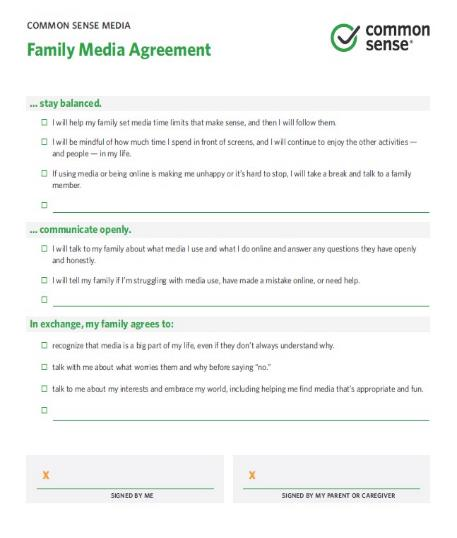 COMMON SENSE MEDIA
common
sense®
Family Media Agreement
... stay balanced.
I will help my family set media time limits that make sense, and then I will follow them.
I will be mindful of how much time I spend in front of screens, and I will continue to enjoy the other activities —
and people — in my life.
If using media or being online is making me unhappy or it's hard to stop, I will take a break and talk to a family
member.
... communicate openly.
I will talk to my family about what media I use and what I do online and answer any questions they have openly
and honestly.
I will tell my family if I'm struggling with media use, have made a mistake online, or need help.
In exchange, my family agrees to:
recognize that media is a big part of my life, even if they don't always understand why.
talk with me about what worries them and why before saying "no."
talk to me about my interests and embrace my world, including helping me find media that's appropriate and fun.
X
SIGNED BY ME
X
SIGNED BY MY PARENT OR CAREGIVER